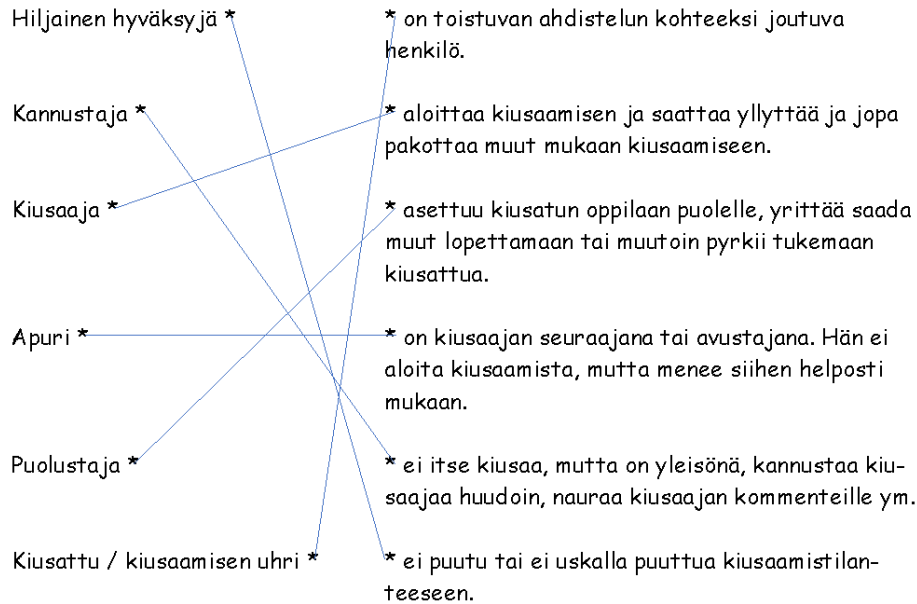 Hiljainen hyväksyjä *
* on toistuvan ahdistelun kohteeksi joutuva
henkilö.
Kannustaja *
* aloittaa kiusaamisen ja saattaa yllyttää ja jopa
pakottaa muut mukaan kiusaamiseen.
Kiusaaja *
* asettuu kiusatun oppilaan puolelle, yrittää saada
muut lopettamaan tai muutoin pyrkii tukemaan
kiusattua.
Apuri *
* on kiusaajan seuraajana tai avustajana. Hän ei
aloita kiusaamista, mutta menee siihen helposti
mukaan.
Puolustaja *
* ei itse kiusaa, mutta on yleisönä, kannustaa kiu-
saajaa huudoin, nauraa kiusaajan kommenteille ym.
Kiusattu / kiusaamisen uhri *
* ei puutu tai ei uskalla puuttua kiusaamistilan-
teeseen.